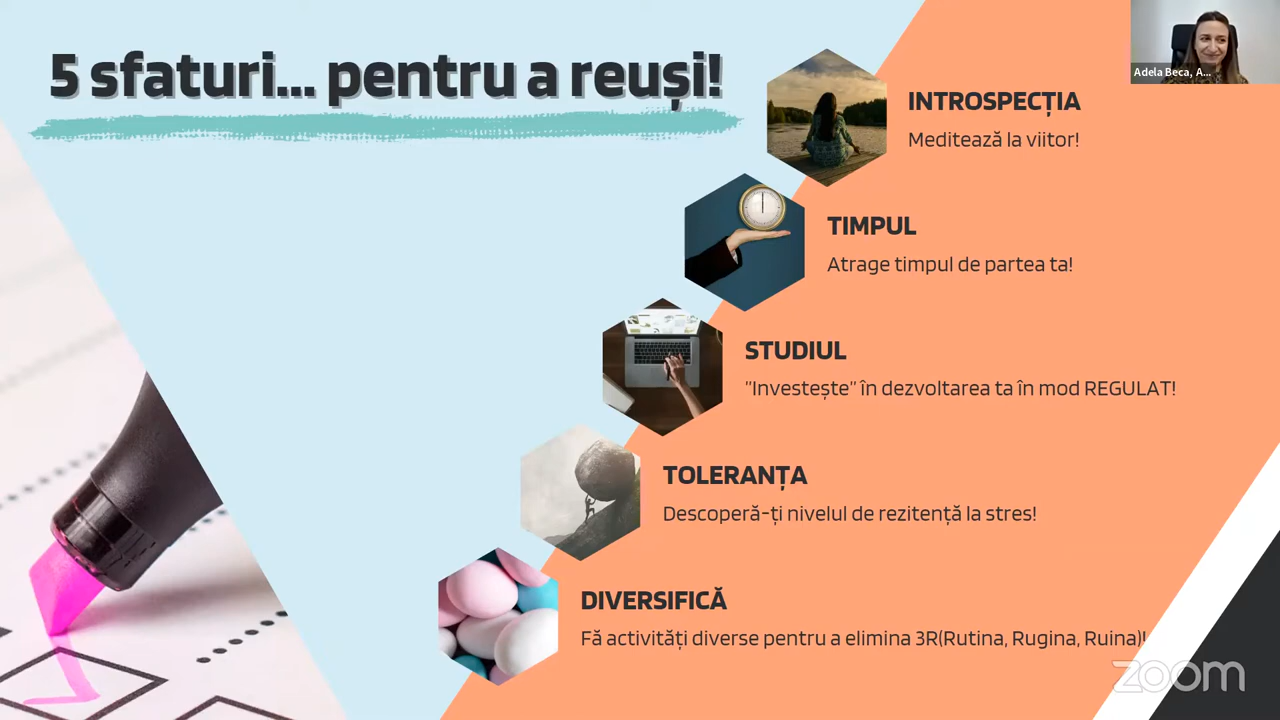 5 sfaturi... pentru a reuși!
Adela Beca, A...
INTROSPECȚIA
Meditează la viitor!
TIMPUL
Atrage timpul de partea ta!
STUDIUL
”Investește” în dezvoltarea ta în mod REGULAT!
TOLERANȚA
Descoperă-ți nivelul de rezitență la stres!
DIVERSIFICĂ
Fă activități diverse pentru a elimina 3R(Rutina, Rugina, Ruina)!
zoom